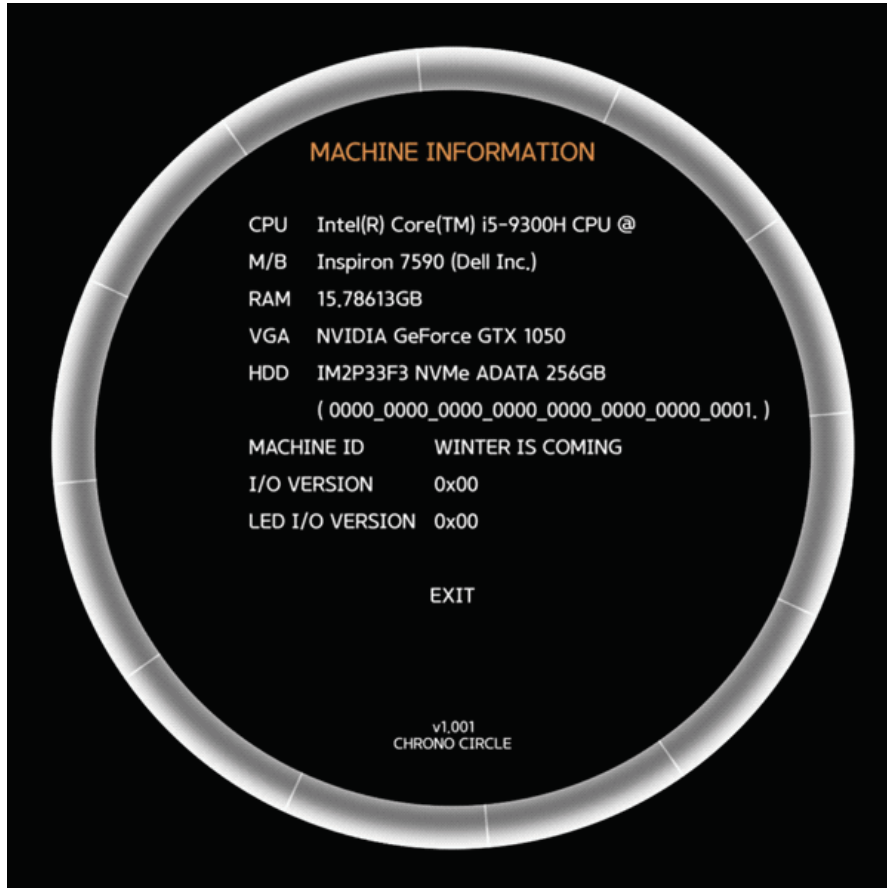 MACHINE INFORMATION
CPU Intel(R) Core(TM) i5-9300H CPU @
M/B Inspiron 7590 (Dell Inc.)
RAM 15.78613GB
VGA NVIDIA GeForce GTX 1050
HDD IM2P33F3 NVMe ADATA 256GB
( 0000_0000_0000_0000_0000_0000_0000_0001. )
MACHINE ID WINTER IS COMING
I/O VERSION 0x00
LED I/O VERSION 0x00
EXIT
v1.001
CHRONO CIRCLE